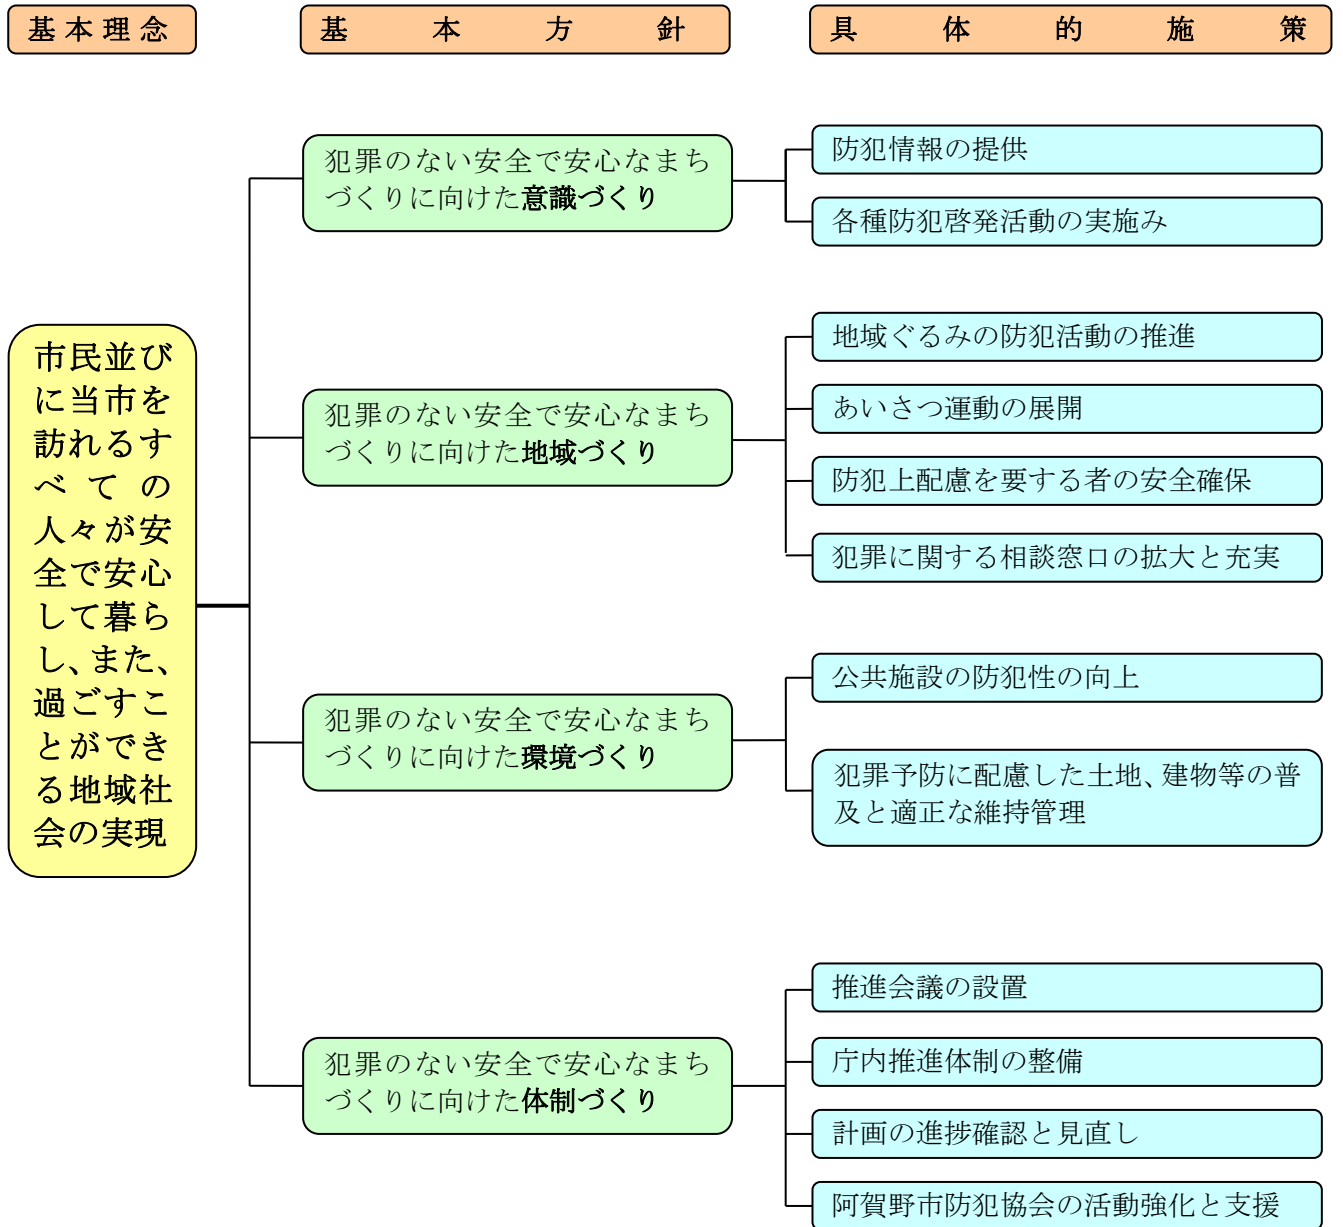 基本理念
基本方針
具体的施策
市民並び
に当市を
訪れるす
べての
人々が安
全で安心
して暮ら
し、また、
過ごすこ
とができ
る地域社
会の実現
犯罪のない安全で安心なまち
づくりに向けた意識づくり
防犯情報の提供
各種防犯啓発活動の実施み
犯罪のない安全で安心なまち
づくりに向けた地域づくり
地域ぐるみの防犯活動の推進
あいさつ運動の展開
防犯上配慮を要する者の安全確保
犯罪に関する相談窓口の拡大と充実
犯罪のない安全で安心なまち
づくりに向けた環境づくり
公共施設の防犯性の向上
犯罪予防に配慮した土地、建物等の普
及と適正な維持管理
犯罪のない安全で安心なまち
づくりに向けた体制づくり
推進会議の設置
庁内推進体制の整備
計画の進捗確認と見直し
阿賀野市防犯協会の活動強化と支援